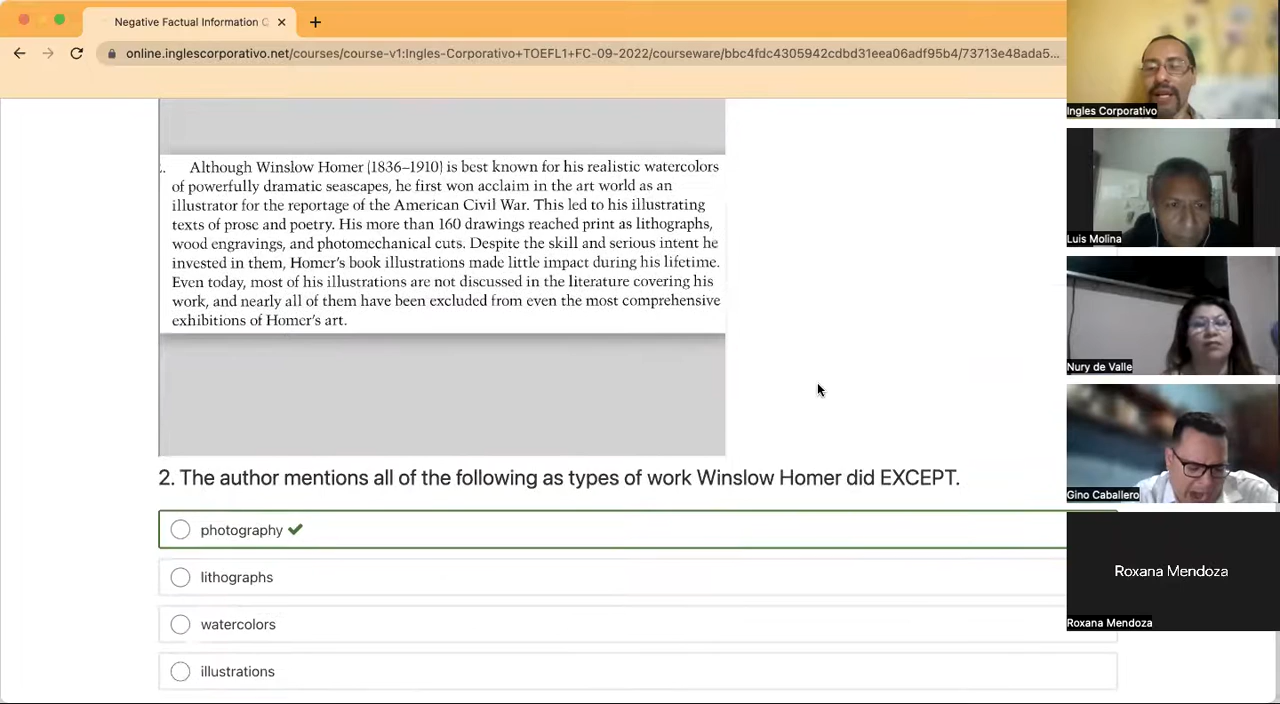 Negative Factual Information C
online.inglescorporativo.net/courses/course-v1:Ingles-Corporativo+TOEFL1+FC-09-2022/courseware/bbc4fdc4305942cdbd31eea06adf95b4/73713e48ada5...
Although Winslow Homer (1836–1910) is best known for his realistic watercolors
of powerfully dramatic seascapes, he first won acclaim in the art world as an
illustrator for the reportage of the American Civil War. This led to his illustrating
texts of prose and poetry. His more than 160 drawings reached print as lithographs,
wood engravings, and photomechanical cuts. Despite the skill and serious intent he
invested in them, Homer's book illustrations made little impact during his lifetime.
Even today, most of his illustrations are not discussed in the literature covering his
work, and nearly all of them have been excluded from even the most comprehensive
exhibitions of Homer's art.
2. The author mentions all of the following as types of work Winslow Homer did EXCEPT.
photography
lithographs
watercolors
illustrations
Ingles Corporativo
Luis Molina
Nury de Valle
Gino Caballero
Roxana Mendoza
Roxana Mendoza